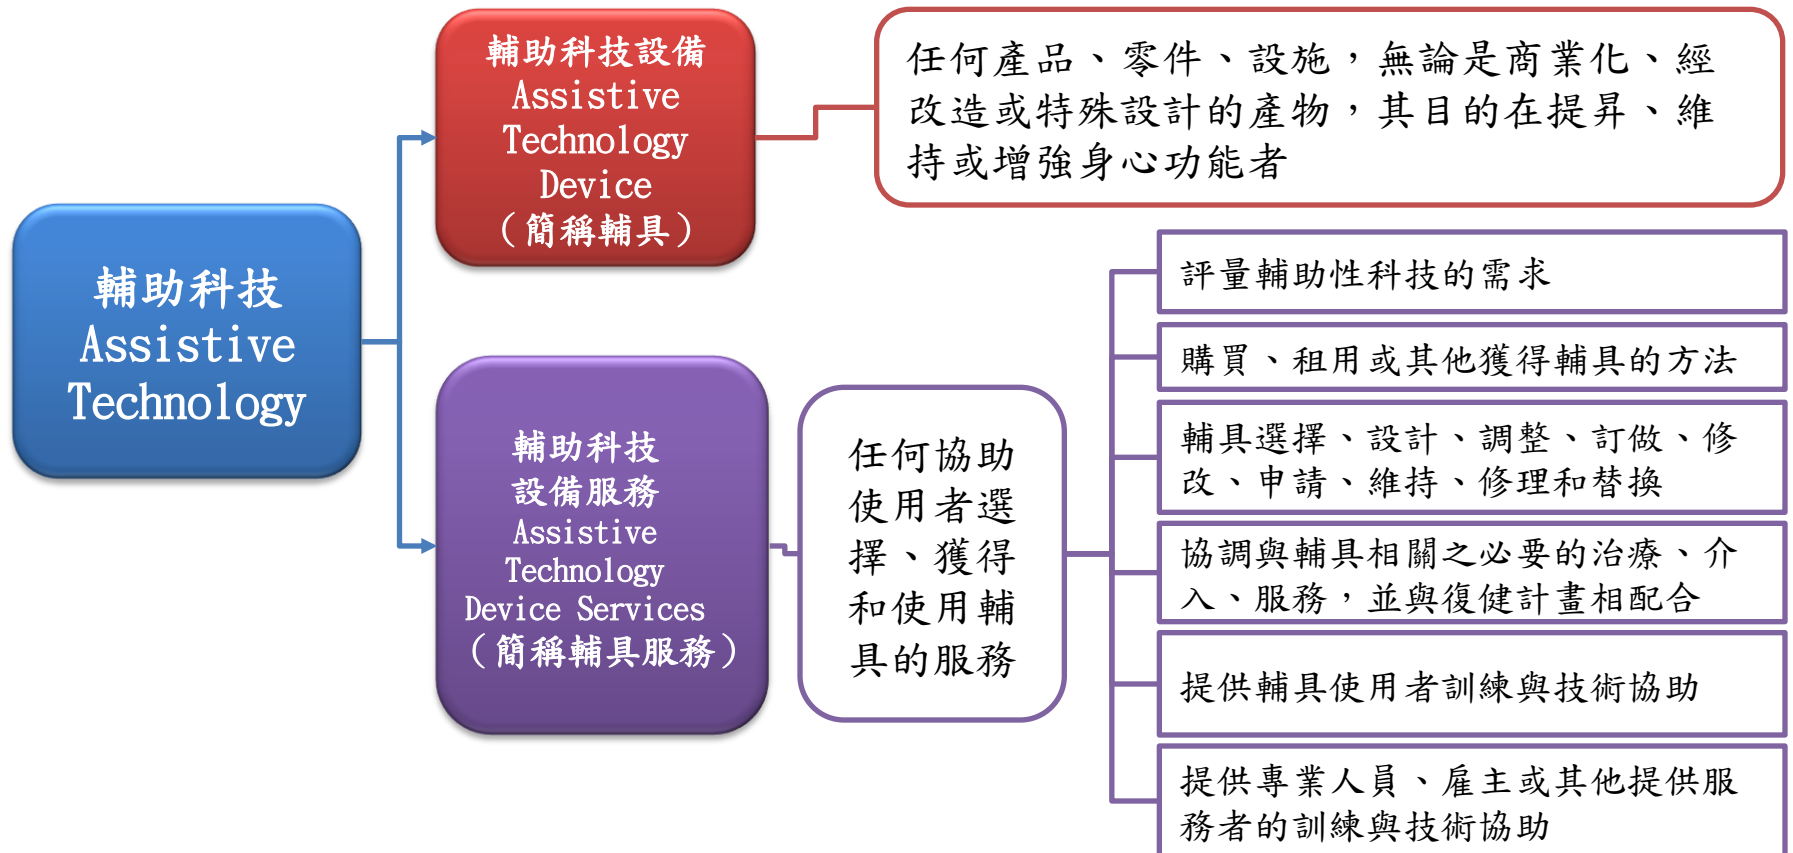 輔助科技
Assistive
Technology
輔助科技設備
Assistive
Technology
Device
（簡稱輔具）
任何產品、零件、設施，無論是商業化、經
改造或特殊設計的產物，其目的在提昇、維
持或增強身心功能者
輔助科技
設備服務
Assistive
Technology
Device Services
（簡稱輔具服務）
任何協助
使用者選
擇、獲得
和使用輔
具的服務
評量輔助性科技的需求
購買、租用或其他獲得輔具的方法
輔具選擇、設計、調整、訂做、修
改、申請、維持、修理和替換
協調與輔具相關之必要的治療、介
入、服務，並與復健計畫相配合
提供輔具使用者訓練與技術協助
提供專業人員、雇主或其他提供服
務者的訓練與技術協助